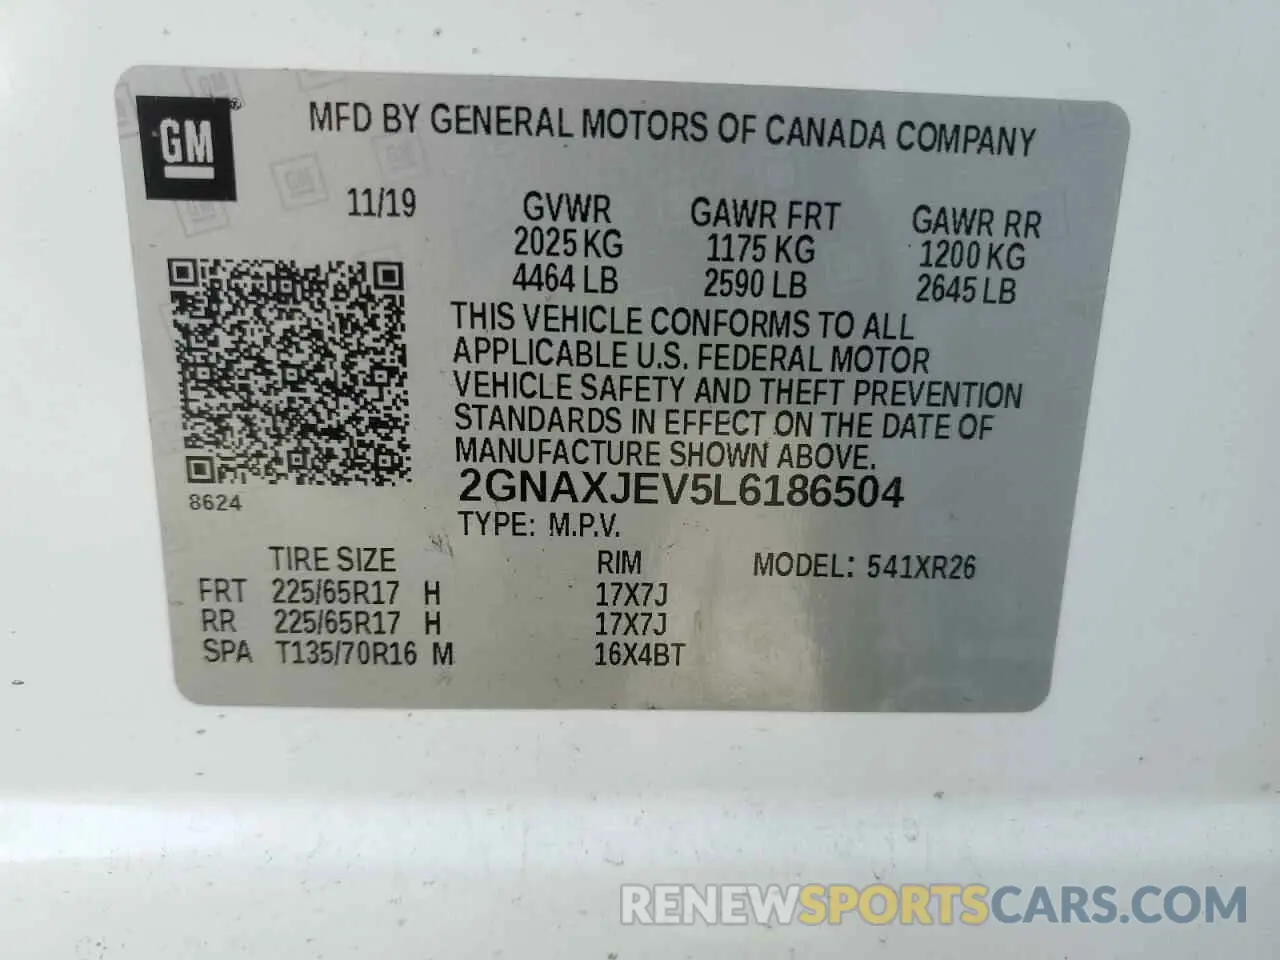 GM
MFD BY GENERAL MOTORS OF CANADA COMPANY
11/19 GVWR GAWR FRT GAWR RR
2025 KG 1175 KG 1200 KG
4464 LB 2590 LB 2645 LB
THIS VEHICLE CONFORMS TO ALL
APPLICABLE U.S. FEDERAL MOTOR
VEHICLE SAFETY AND THEFT PREVENTION
STANDARDS IN EFFECT ON THE DATE OF
MANUFACTURE SHOWN ABOVE.
2GNAXJEV5L6186504
8624
TYPE: M.P.V.
TIRE SIZE RIM MODEL: 541XR26
FRT 225/65R17 H 17X7J
RR 225/65R17 H 17X7J
SPA T135/70R16 M 16X4BT
RENEWSPORTSCARS.COM